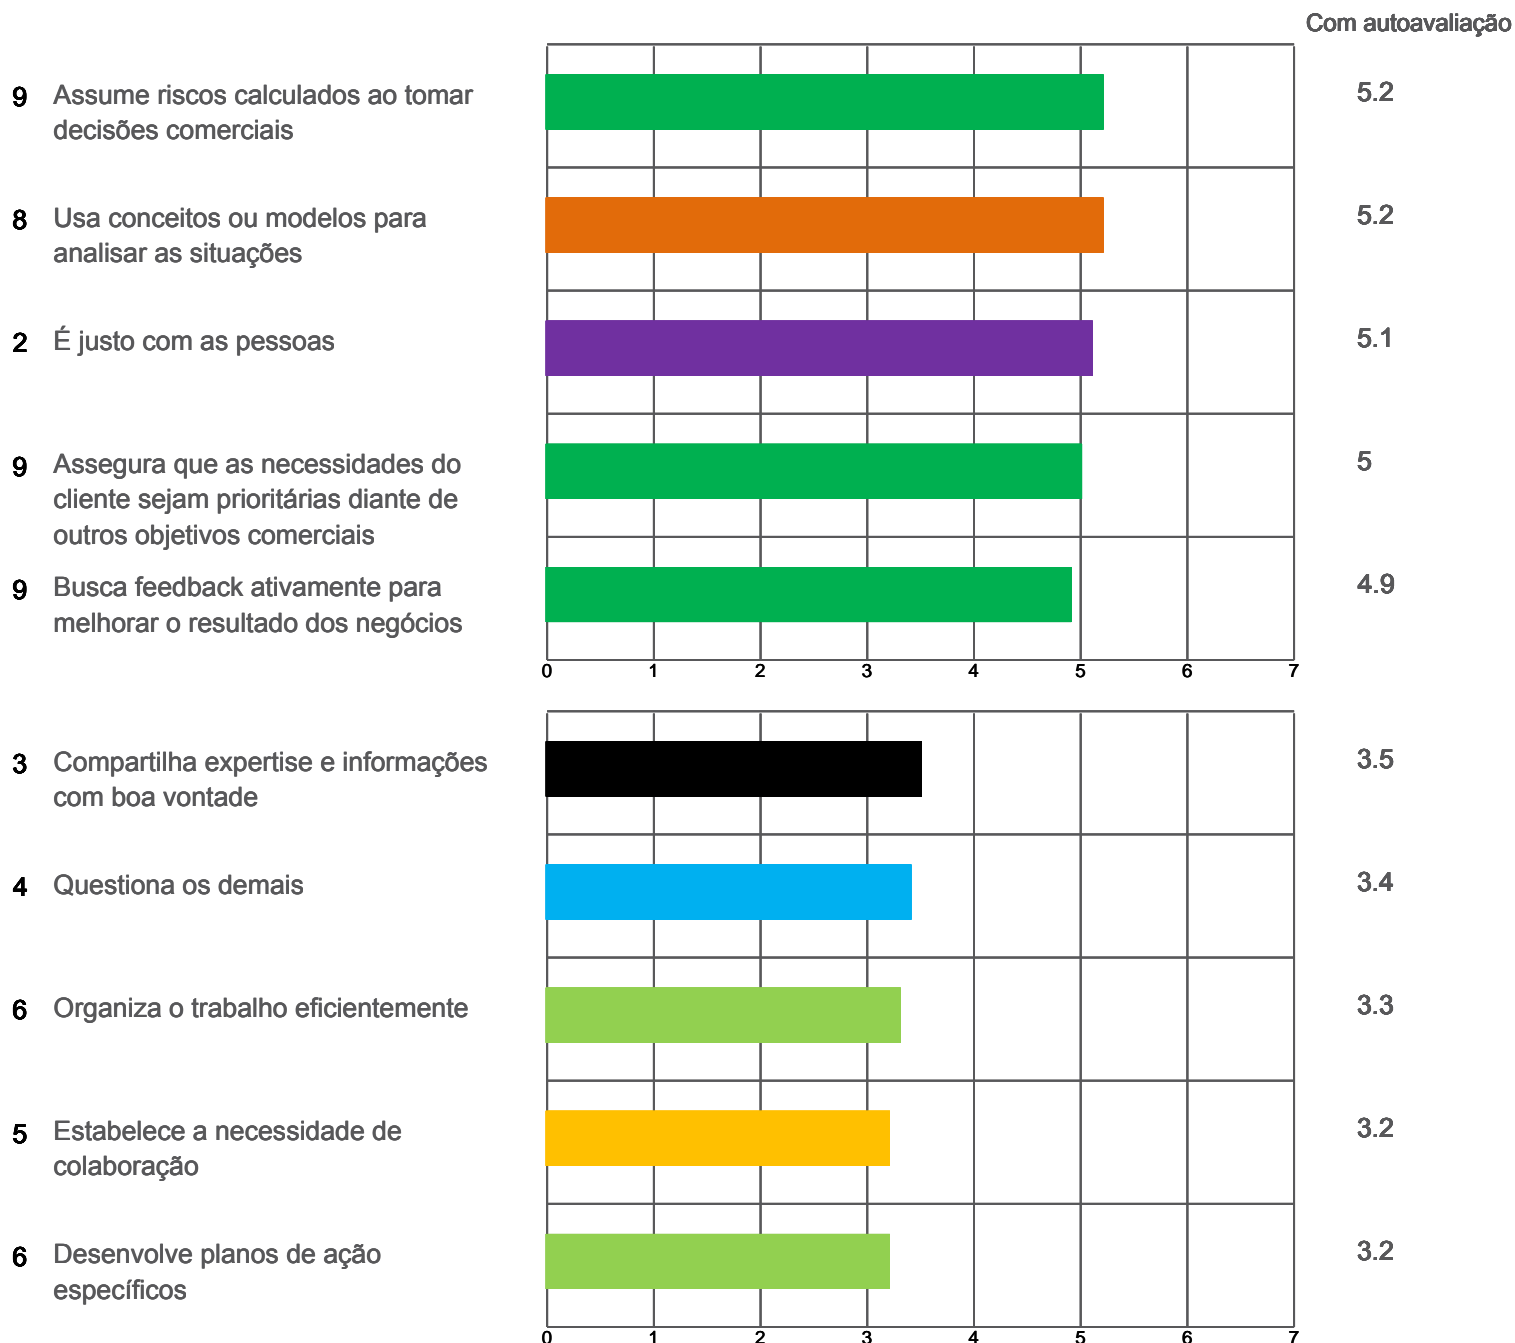 Com autoavaliação
9 Assume riscos calculados ao tomar 5.2
decisões comerciais
8 Usa conceitos ou modelos para 5.2
analisar as situações
2 É justo com as pessoas 5.1
9 Assegura que as necessidades do 5
cliente sejam prioritárias diante de
outros objetivos comerciais
9 Busca feedback ativamente para 4.9
melhorar o resultado dos negócios
0 1 2 3 4 5 6 7
3 Compartilha expertise e informações 3.5
com boa vontade
4 Questiona os demais 3.4
6 Organiza o trabalho eficientemente 3.3
5 Estabelece a necessidade de 3.2
colaboração
6 Desenvolve planos de ação 3.2
específicos
0 1 2 3 4 5 6 7